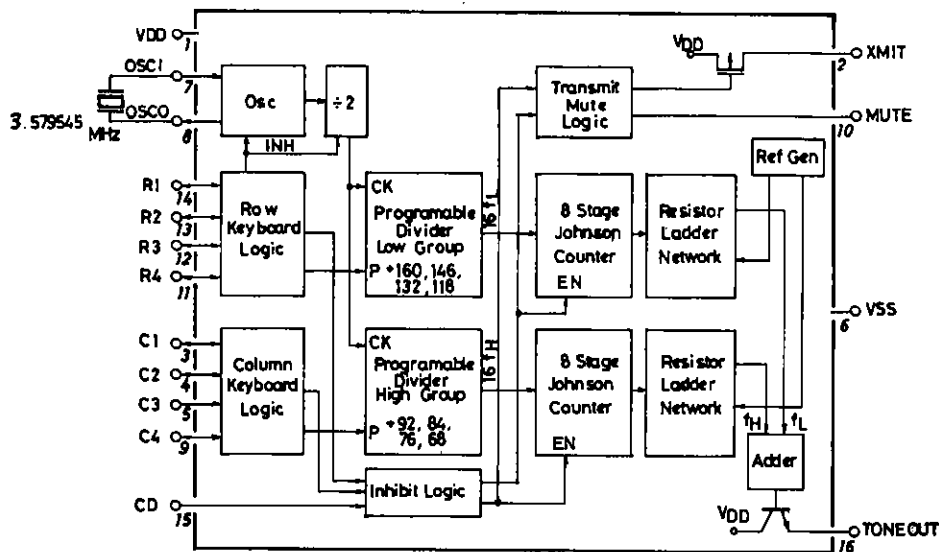 VDD
1
VDD
XMIT
2
OSCI
7
Osc
÷2
Transmit
Mute
Logic
3.579545
MHz
OSCO
8
MUTE
10
INH
Ref Gen
R1
14
R2
13
R3
12
R4
11
Row
Keyboard
Logic
CK
Programable
Divider
Low Group
P ÷160, 146,
132, 118
16 fL
8 Stage
Johnson
Counter
EN
Resistor
Ladder
Network
VSS
6
C1
3
C2
4
C3
5
C4
9
Column
Keyboard
Logic
CK
Programable
Divider
High Group
P ÷92, 84,
76, 68
16 fH
8 Stage
Johnson
Counter
EN
Resistor
Ladder
Network
fH
fL
Adder
Inhibit Logic
CD
15
VDD
TONEOUT
16